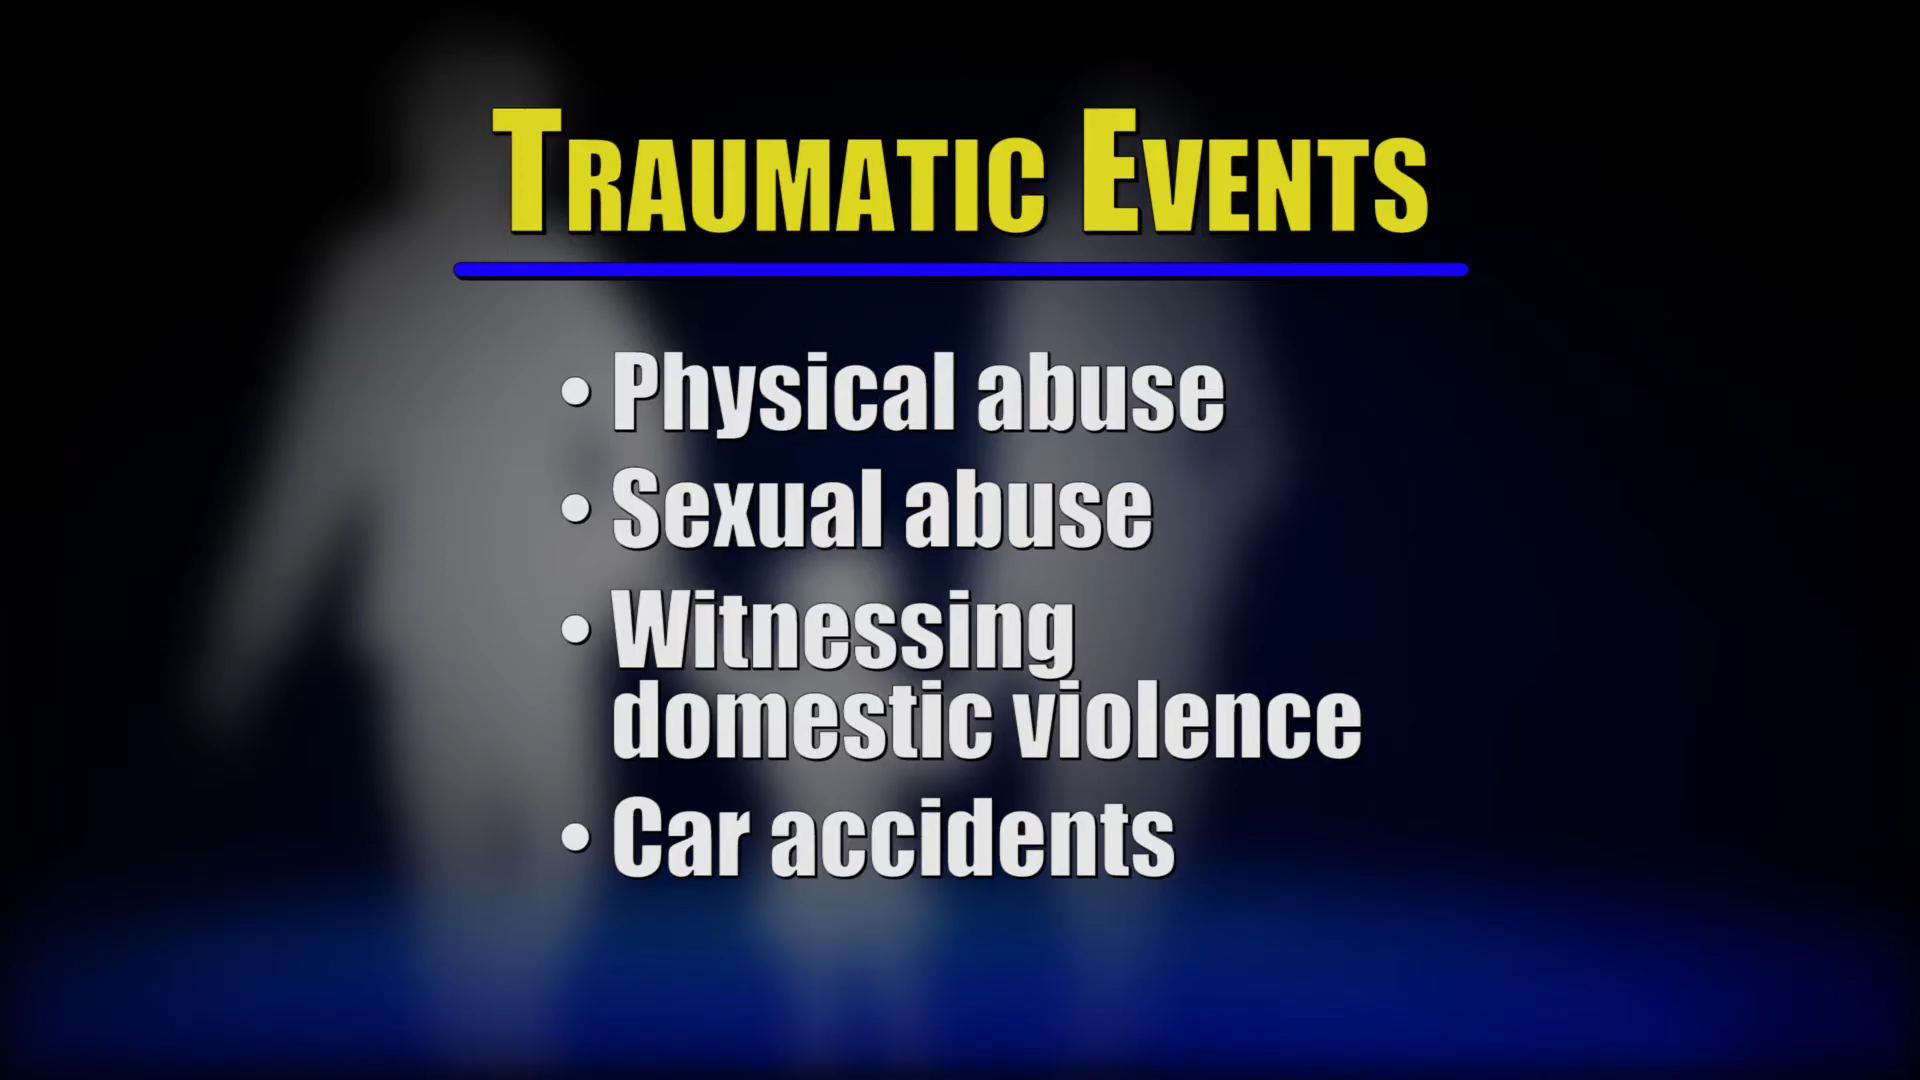 Traumatic Events
• Physical abuse
• Sexual abuse
• Witnessing
domestic violence
• Car accidents